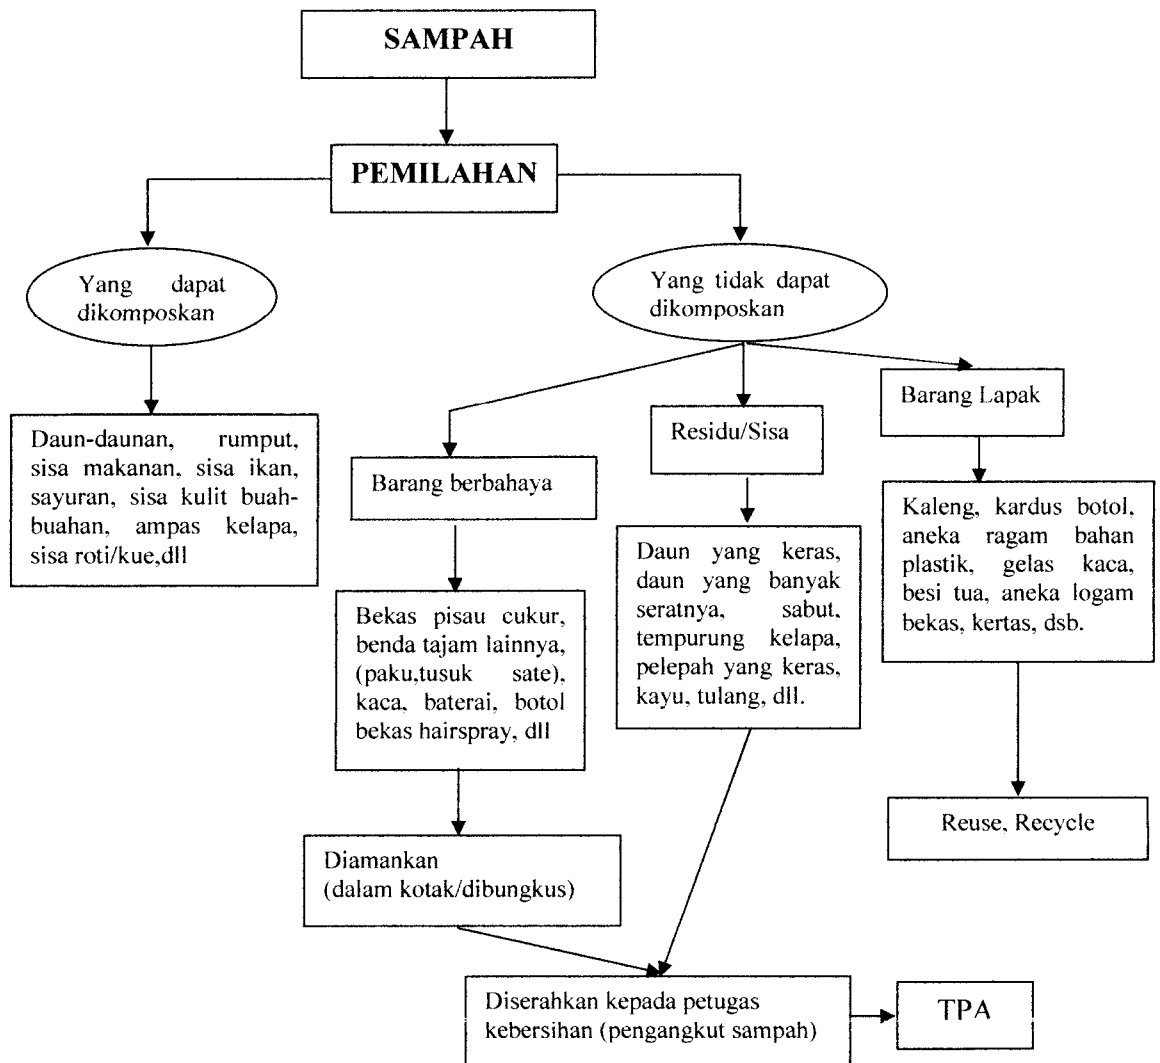 SAMPAH
PEMILAHAN
Yang dapat
dikomposkan
Yang tidak dapat
dikomposkan
Daun-daunan, rumput,
sisa makanan, sisa ikan,
sayuran, sisa kulit buah-
buahan, ampas kelapa,
sisa roti/kue,dll
Barang berbahaya
Residu/Sisa
Barang Lapak
Bekas pisau cukur,
benda tajam lainnya,
(paku,tusuk sate),
kaca, baterai, botol
bekas hairspray, dll
Daun yang keras,
daun yang banyak
seratnya, sabut,
tempurung kelapa,
pelepah yang keras,
kayu, tulang, dll.
Kaleng, kardus botol,
aneka ragam bahan
plastik, gelas kaca,
besi tua, aneka logam
bekas, kertas, dsb.
Diamankan
(dalam kotak/dibungkus)
Reuse, Recycle
Diserahkan kepada petugas
kebersihan (pengangkut sampah)
TPA